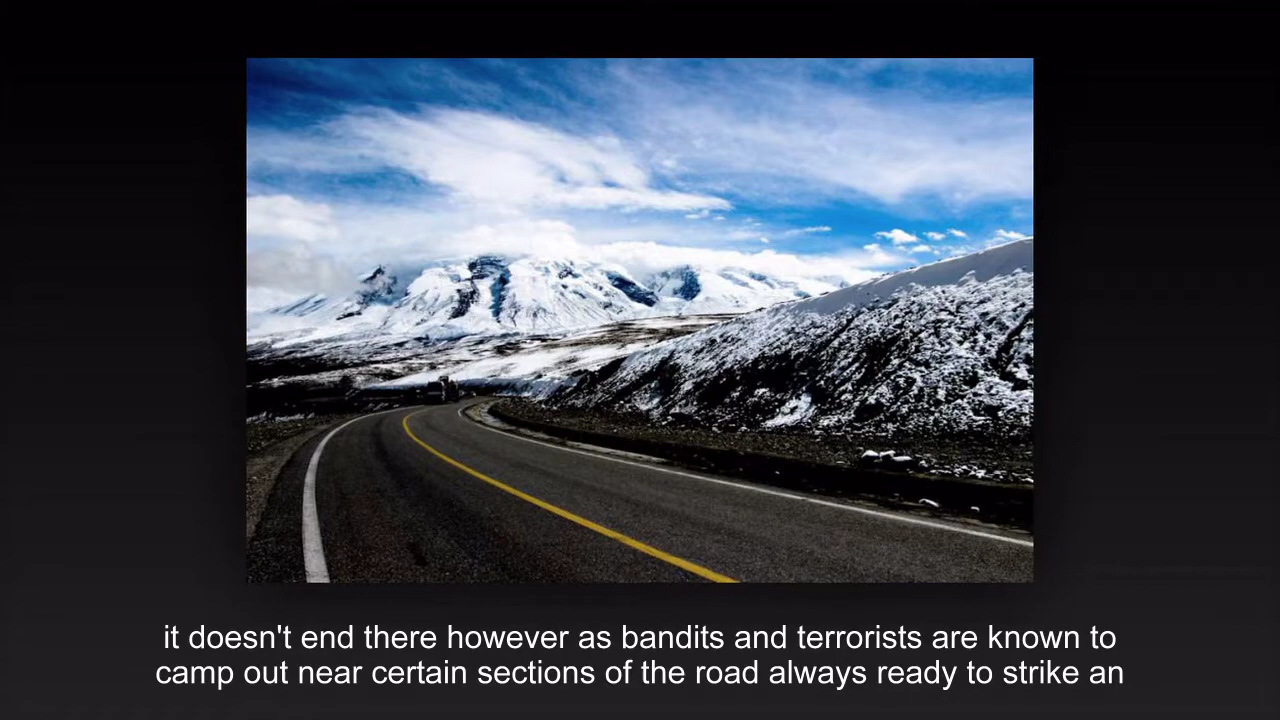 it doesn't end there however as bandits and terrorists are known to
camp out near certain sections of the road always ready to strike an